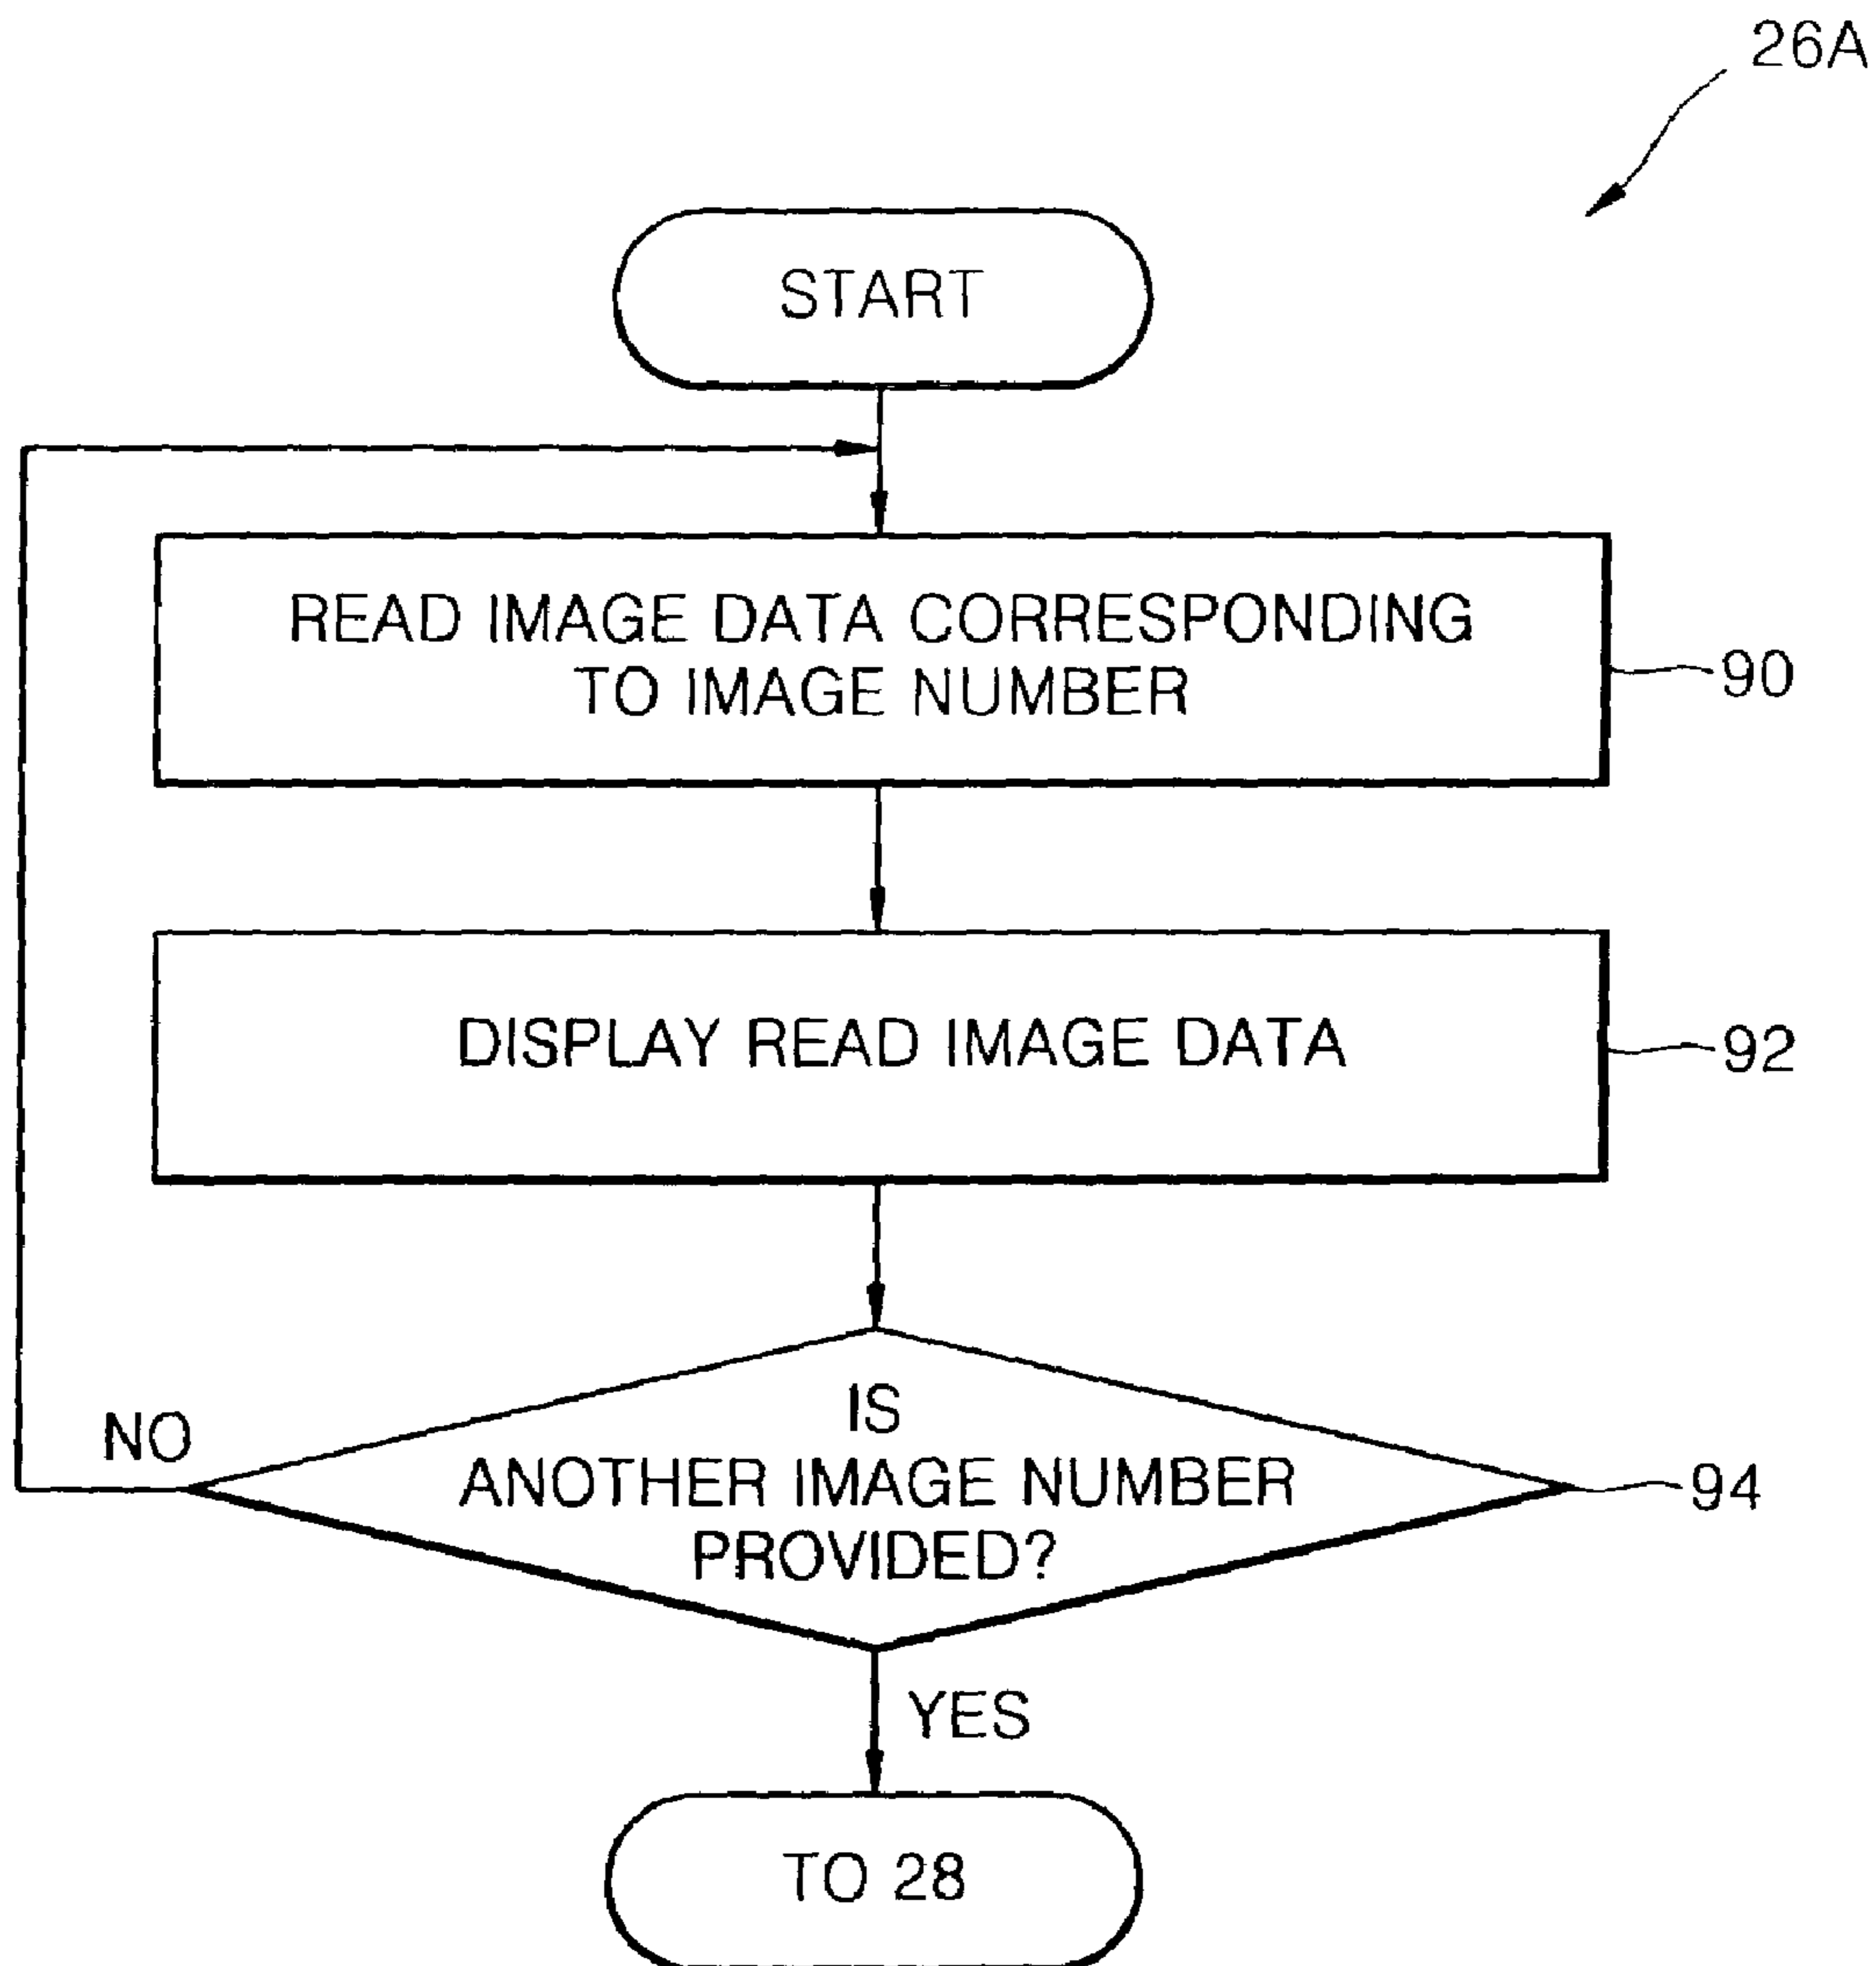 26A
START
READ IMAGE DATA CORRESPONDING
TO IMAGE NUMBER
90
DISPLAY READ IMAGE DATA
92
IS
ANOTHER IMAGE NUMBER
PROVIDED?
NO
94
YES
TO 28